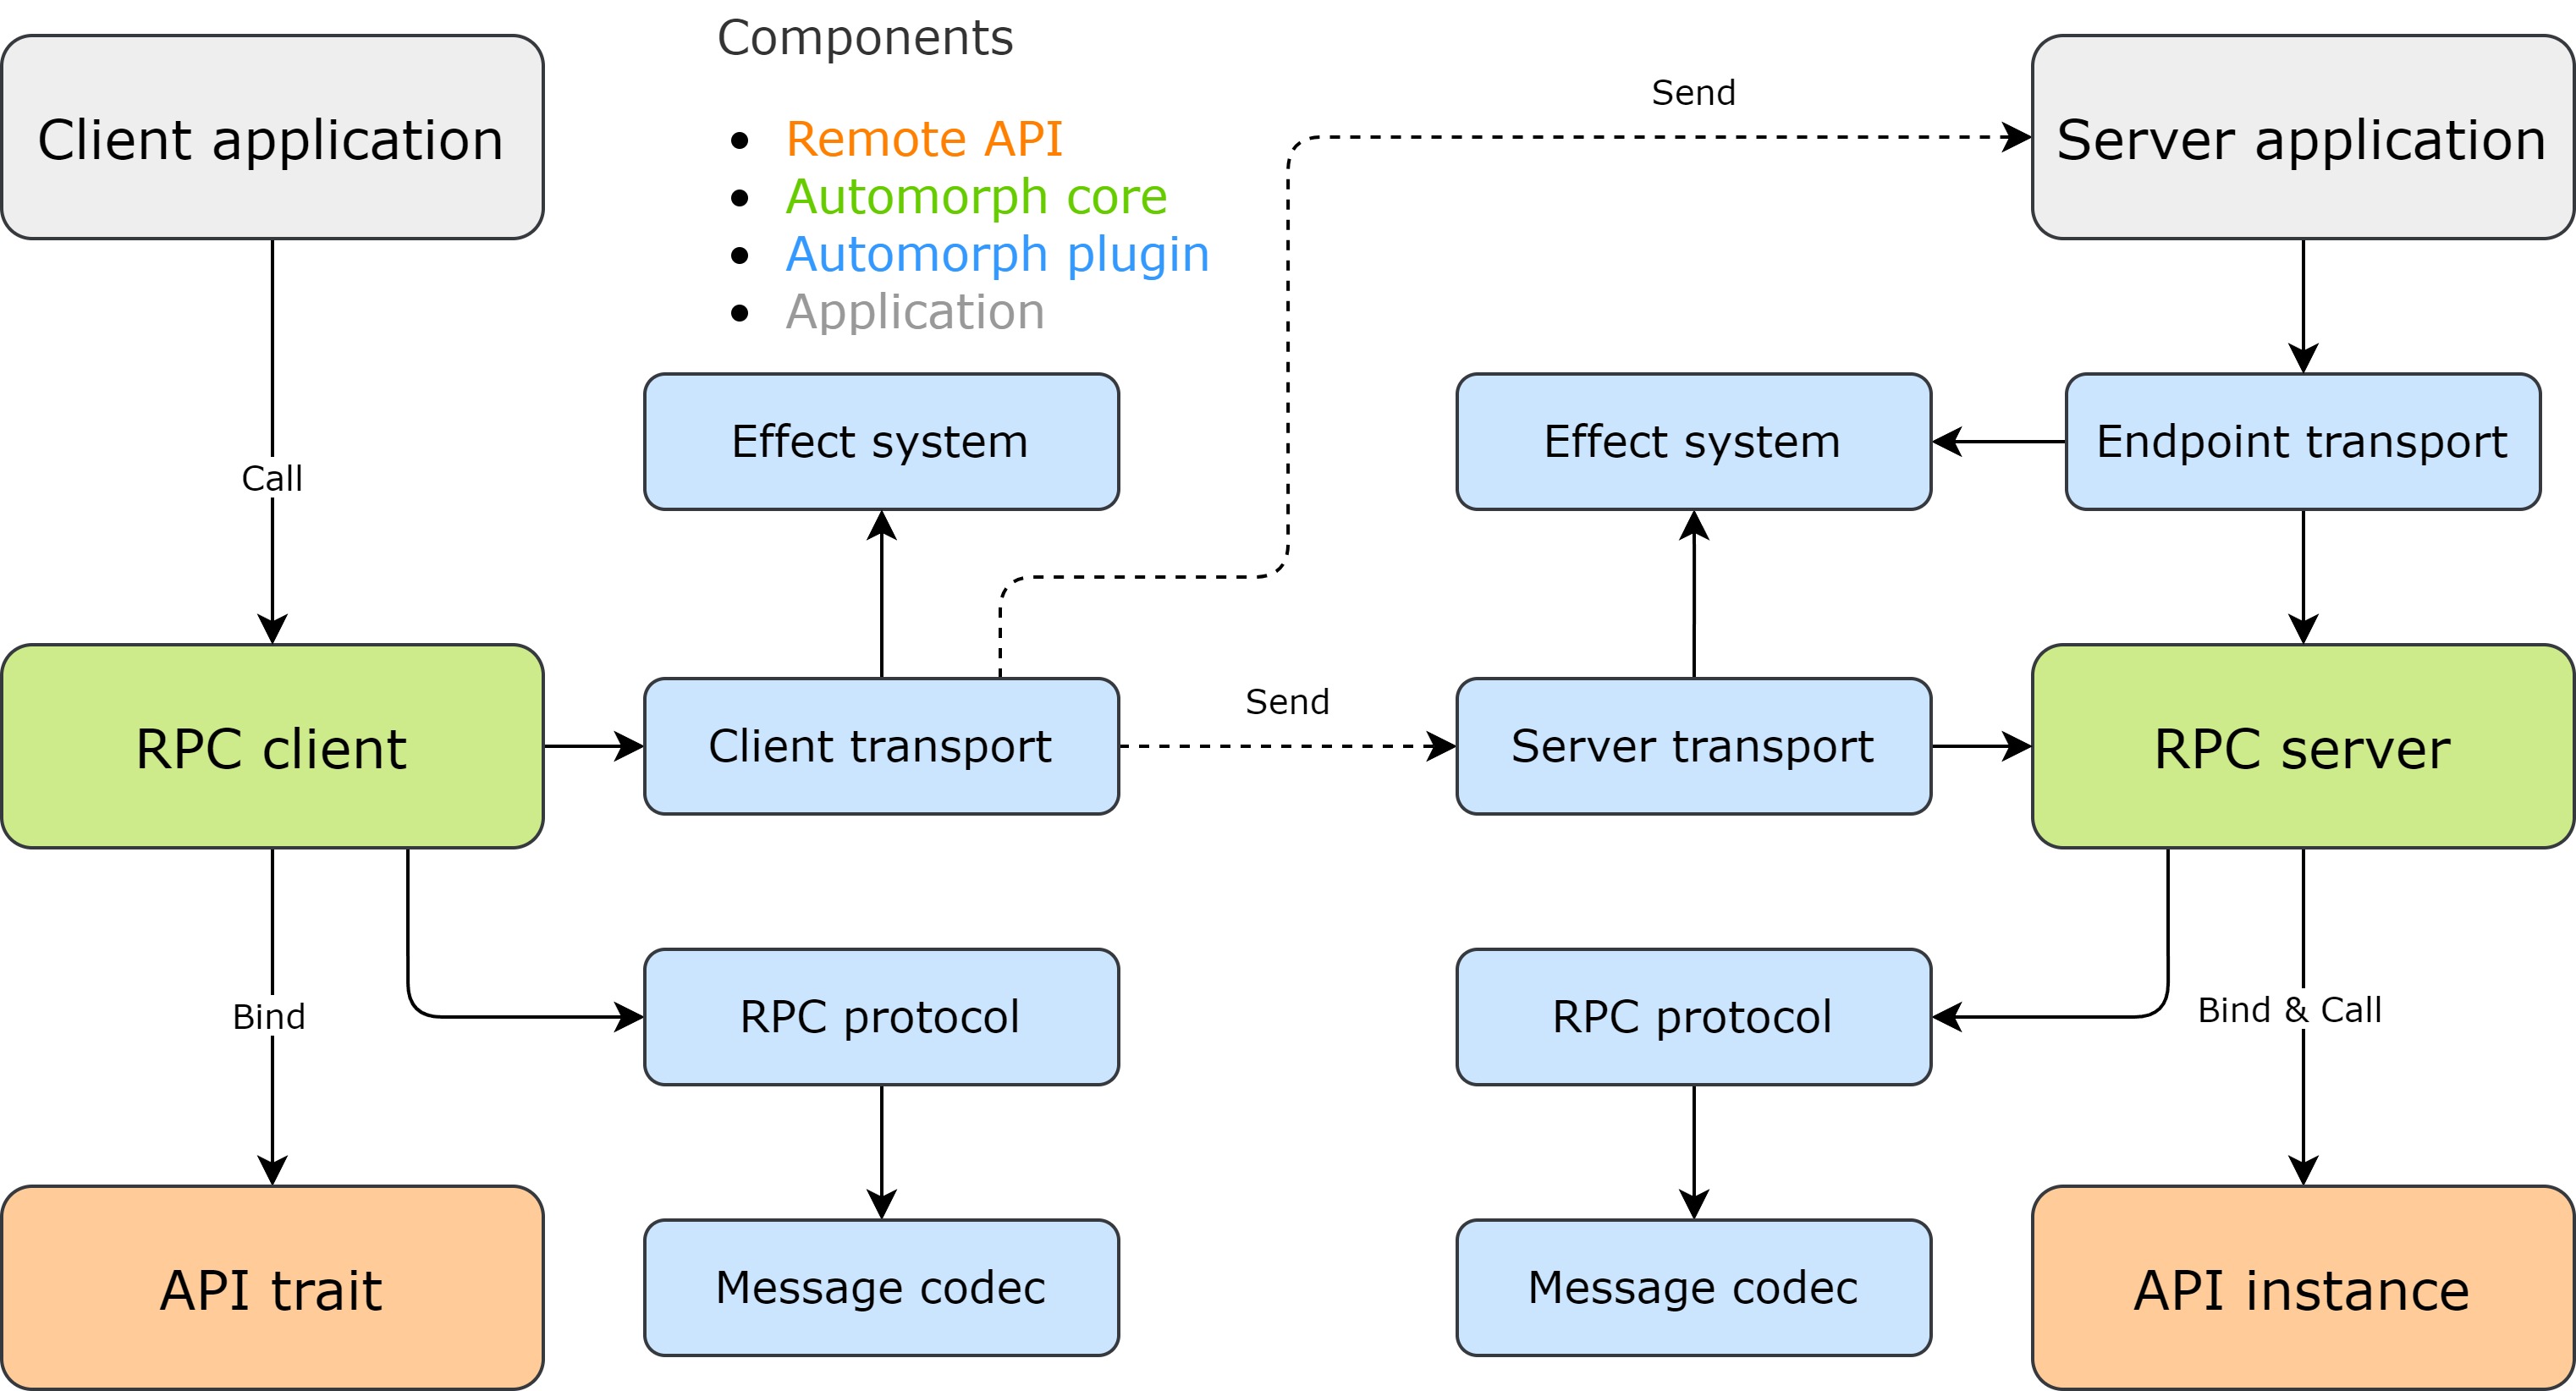 Components
Remote API
Automorph core
Automorph plugin
Application
Send
Client application
Server application
Effect system
Effect system
Endpoint transport
Call
Send
RPC client
Client transport
Server transport
RPC server
Bind
RPC protocol
RPC protocol
Bind & Call
API trait
Message codec
Message codec
API instance